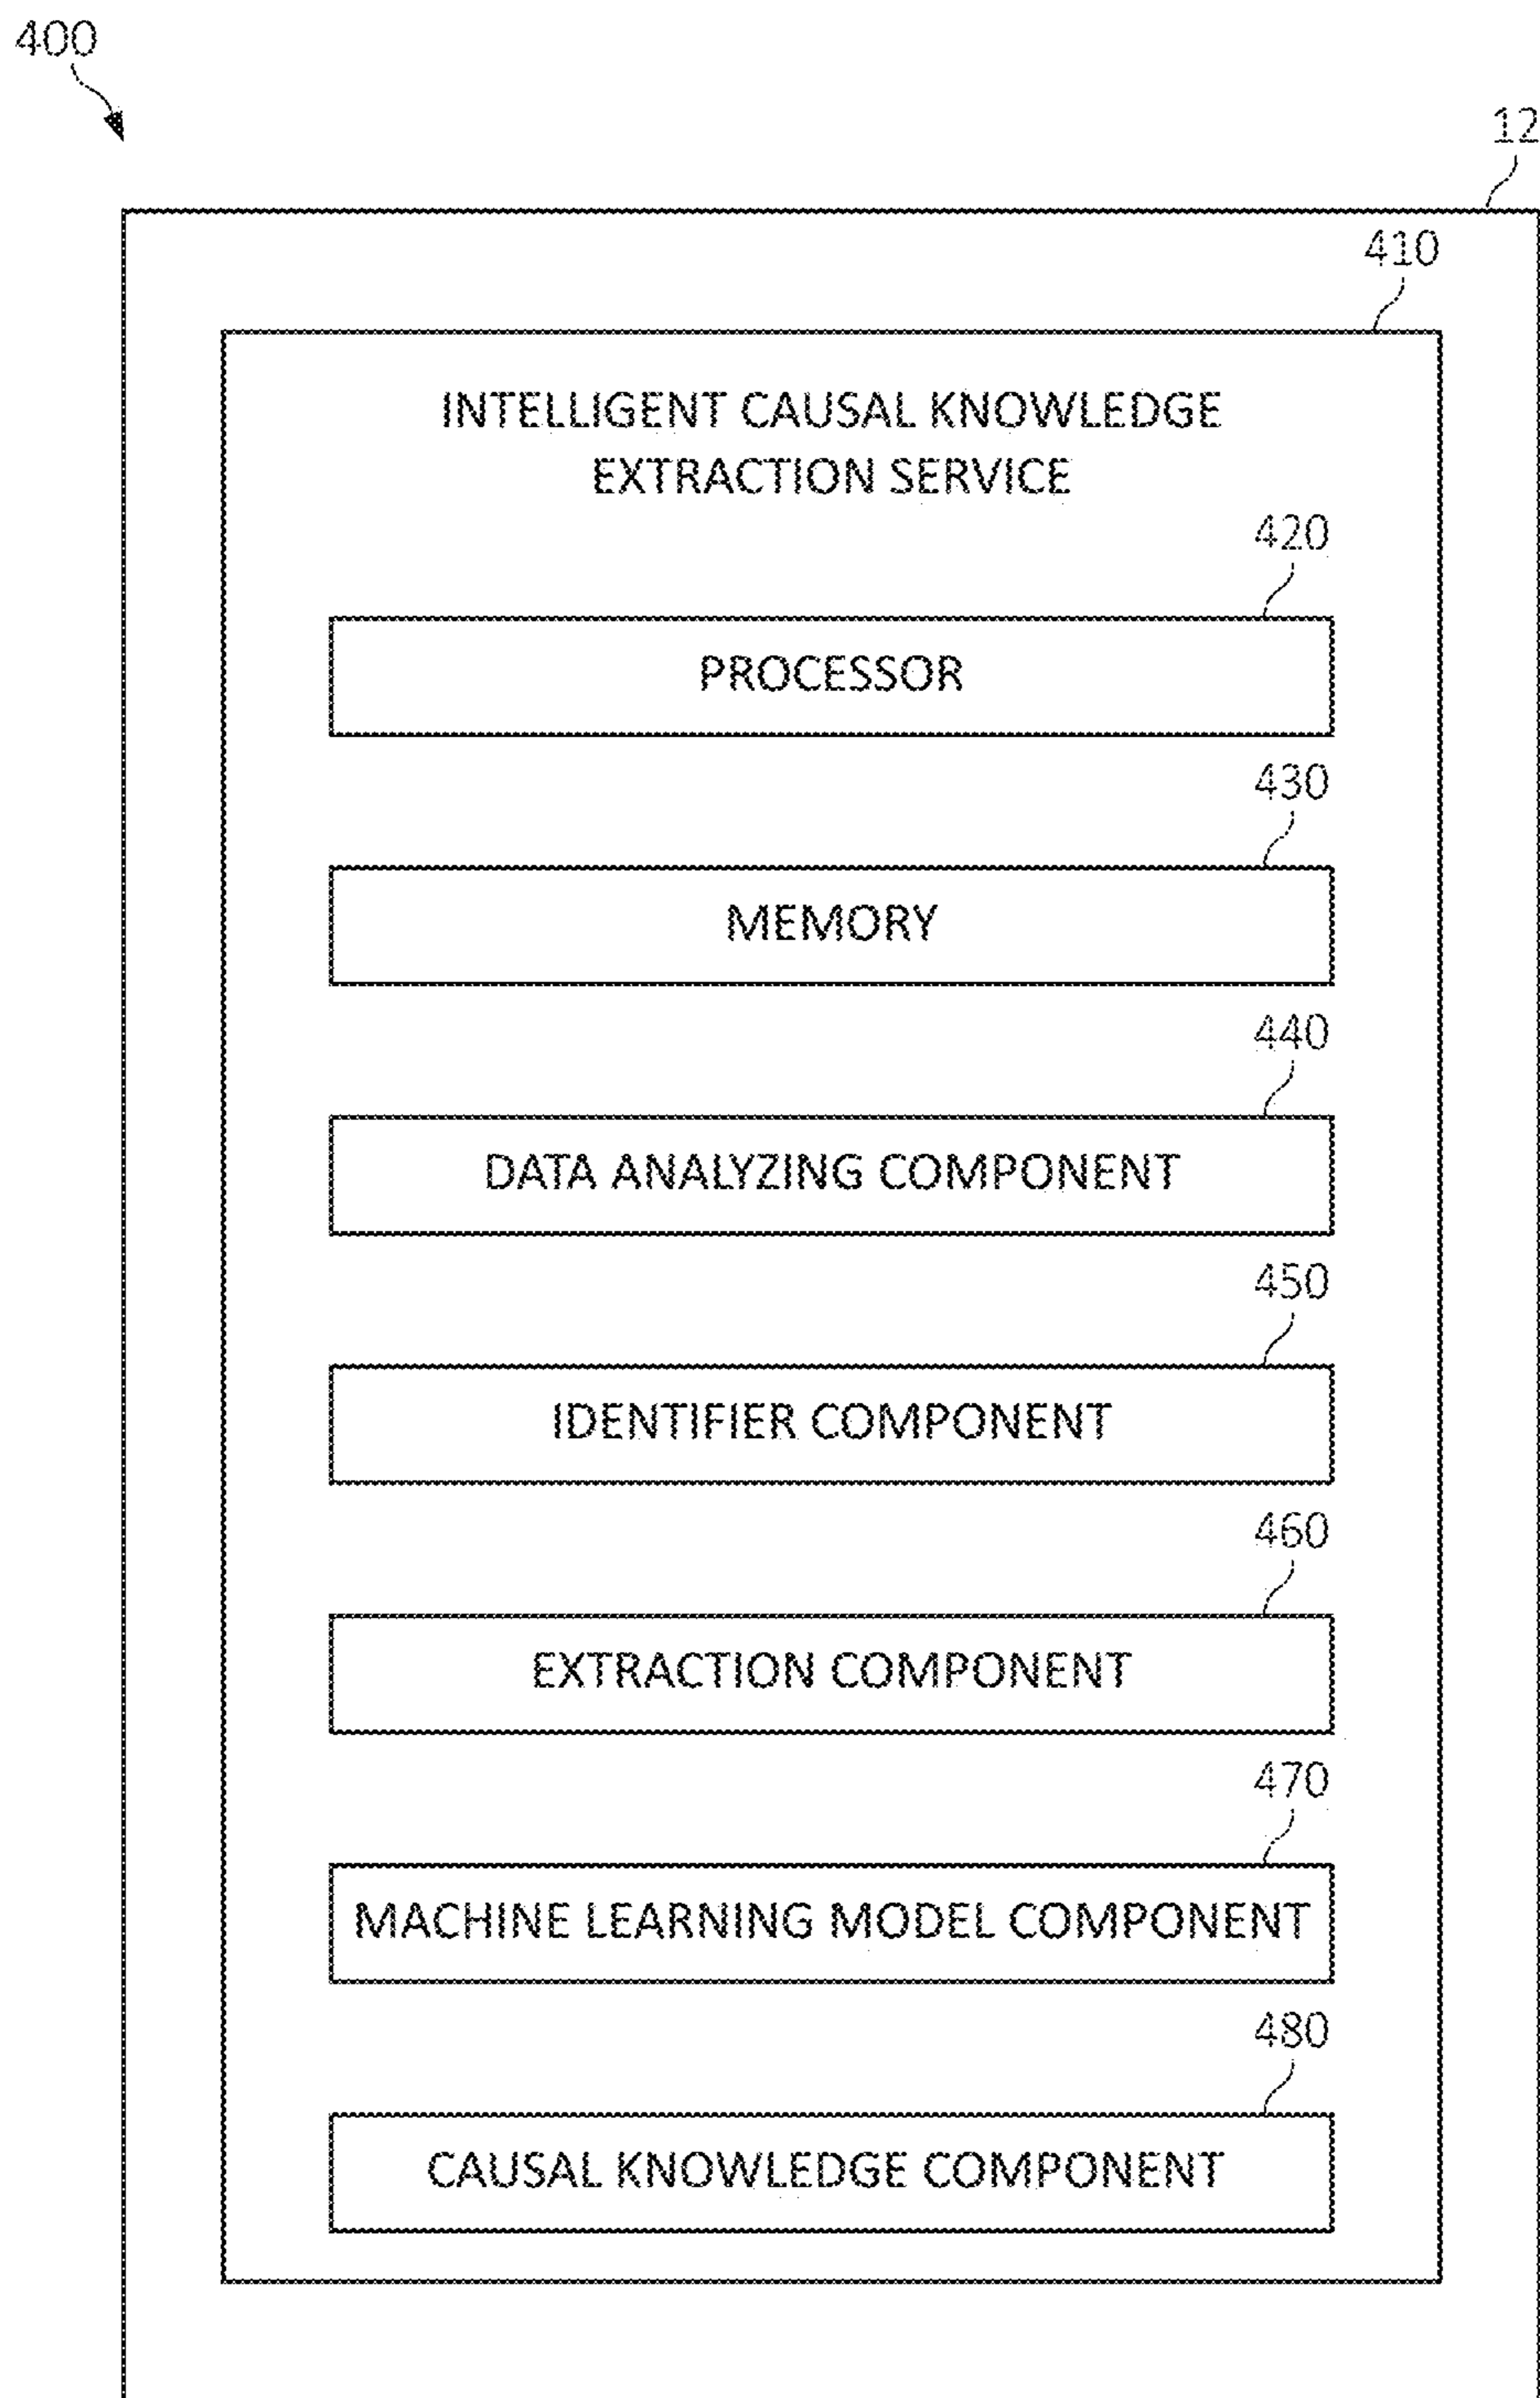 400
12
410
INTELLIGENT CAUSAL KNOWLEDGE
EXTRACTION SERVICE
420
PROCESSOR
430
MEMORY
440
DATA ANALYZING COMPONENT
450
IDENTIFIER COMPONENT
460
EXTRACTION COMPONENT
470
MACHINE LEARNING MODEL COMPONENT
480
CAUSAL KNOWLEDGE COMPONENT